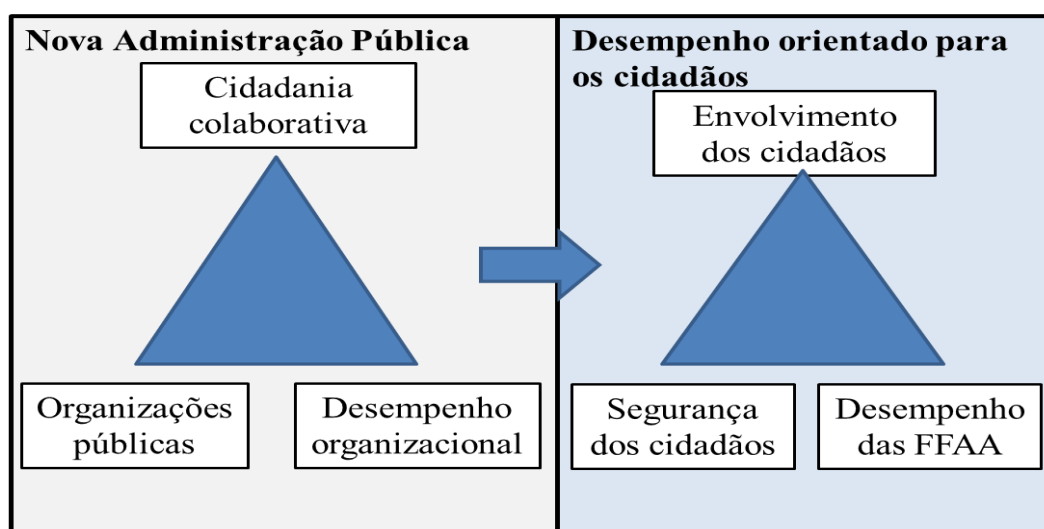 Nova Administração Pública
Cidadania
colaborativa
Organizações
públicas
Desempenho
organizacional
Desempenho orientado para
os cidadãos
Envolvimento
dos cidadãos
Segurança
dos cidadãos
Desempenho
das FFAA